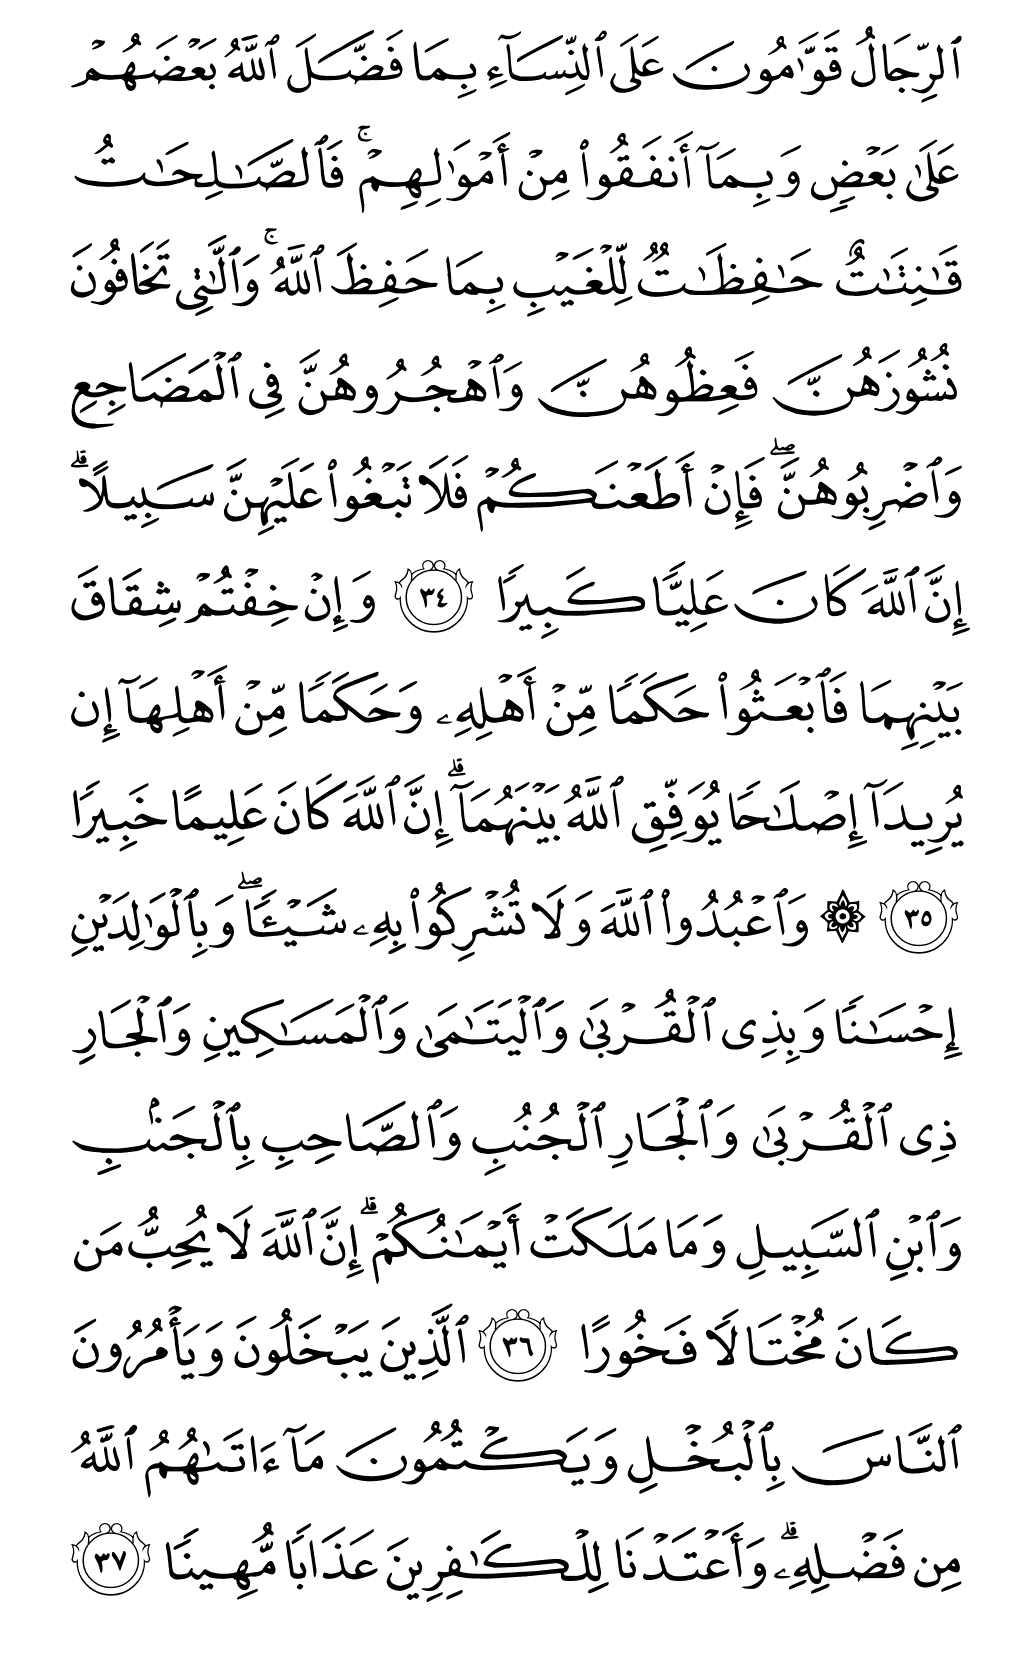 ٱلرِّجَالُ قَوَّٰمُونَ عَلَى ٱلنِّسَآءِ بِمَا فَضَّلَ ٱللَّهُ بَعۡضَهُمۡ
عَلَىٰ بَعۡضٖ وَبِمَآ أَنفَقُواْ مِنۡ أَمۡوَٰلِهِمۡۚ فَٱلصَّـٰلِحَٰتُ
قَٰنِتَٰتٌ حَٰفِظَٰتٞ لِّلۡغَيۡبِ بِمَا حَفِظَ ٱللَّهُۚ وَٱلَّـٰتِي تَخَافُونَ
نُشُوزَهُنَّ فَعِظُوهُنَّ وَٱهۡجُرُوهُنَّ فِي ٱلۡمَضَاجِعِ
وَٱضۡرِبُوهُنَّۖ فَإِنۡ أَطَعۡنَكُمۡ فَلَا تَبۡغُواْ عَلَيۡهِنَّ سَبِيلًاۗ
إِنَّ ٱللَّهَ كَانَ عَلِيّٗا كَبِيرٗا ٣٤ وَإِنۡ خِفۡتُمۡ شِقَاقَ
بَيۡنِهِمَا فَٱبۡعَثُواْ حَكَمٗا مِّنۡ أَهۡلِهِۦ وَحَكَمٗا مِّنۡ أَهۡلِهَآ إِن
يُرِيدَآ إِصۡلَٰحٗا يُوَفِّقِ ٱللَّهُ بَيۡنَهُمَآۗ إِنَّ ٱللَّهَ كَانَ عَلِيمًا خَبِيرٗا
٣٥ ۞ وَٱعۡبُدُواْ ٱللَّهَ وَلَا تُشۡرِكُواْ بِهِۦ شَيۡـٔٗاۖ وَبِٱلۡوَٰلِدَيۡنِ
إِحۡسَٰنٗا وَبِذِي ٱلۡقُرۡبَىٰ وَٱلۡيَتَٰمَىٰ وَٱلۡمَسَٰكِينِ وَٱلۡجَارِ
ذِي ٱلۡقُرۡبَىٰ وَٱلۡجَارِ ٱلۡجُنُبِ وَٱلصَّاحِبِ بِٱلۡجَنۢبِ
وَٱبۡنِ ٱلسَّبِيلِ وَمَا مَلَكَتۡ أَيۡمَٰنُكُمۡۗ إِنَّ ٱللَّهَ لَا يُحِبُّ مَن
كَانَ مُخۡتَالٗا فَخُورًا ٣٦ ٱلَّذِينَ يَبۡخَلُونَ وَيَأۡمُرُونَ
ٱلنَّاسَ بِٱلۡبُخۡلِ وَيَكۡتُمُونَ مَآ ءَاتَىٰهُمُ ٱللَّهُ
مِن فَضۡلِهِۦۗ وَأَعۡتَدۡنَا لِلۡكَٰفِرِينَ عَذَابٗا مُّهِينٗا ٣٧